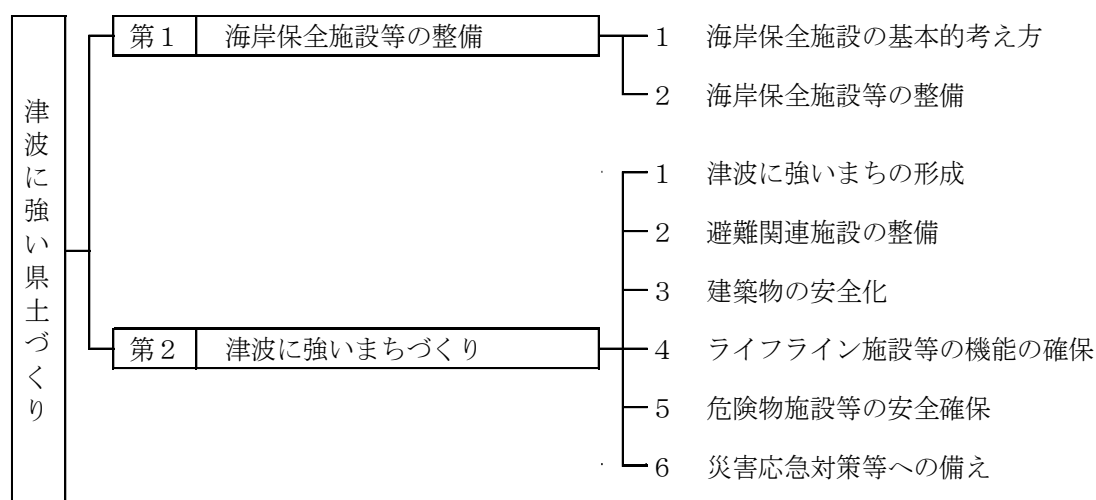 津波に強い県土づくり
第１ 海岸保全施設等の整備
１ 海岸保全施設の基本的考え方
２ 海岸保全施設等の整備
第２ 津波に強いまちづくり
１ 津波に強いまちの形成
２ 避難関連施設の整備
３ 建築物の安全化
４ ライフライン施設等の機能の確保
５ 危険物施設等の安全確保
６ 災害応急対策等への備え